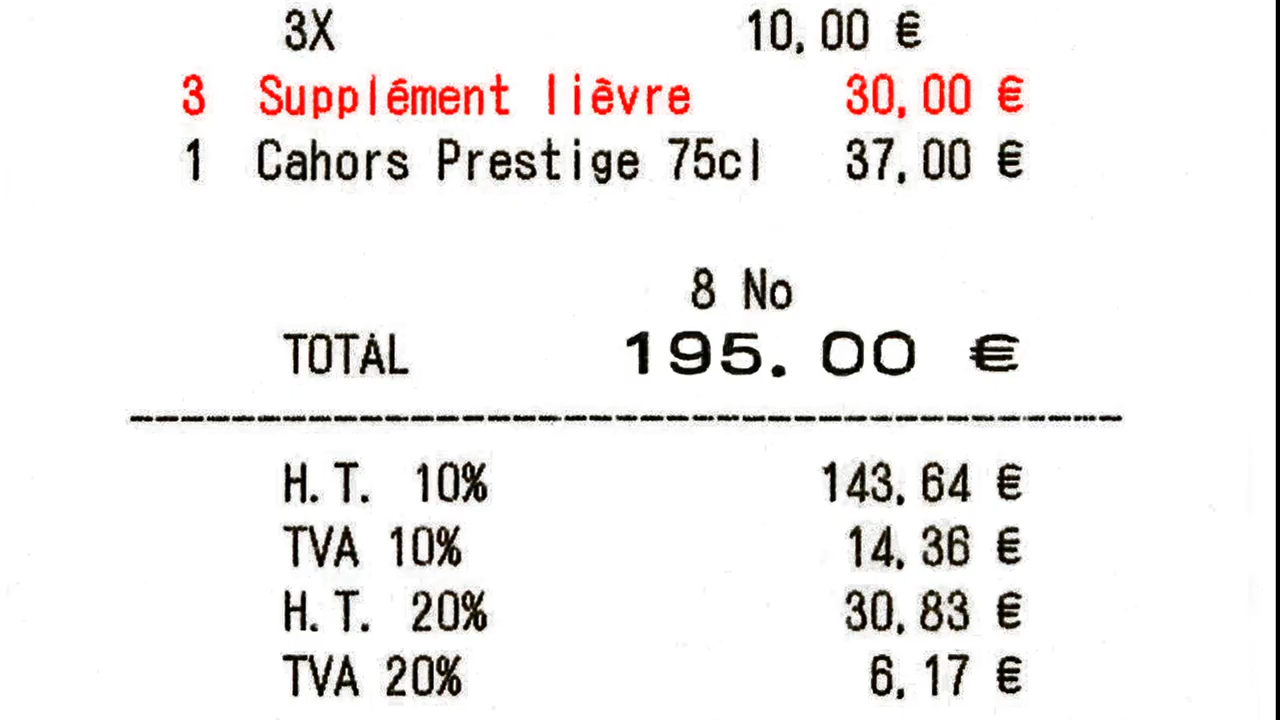 3X 10,00 €
3 Supplément lièvre 30,00 €
1 Cahors Prestige 75cl 37,00 €
8 No
TOTAL 195.00 €
H.T. 10% 143,64 €
TVA 10% 14,36 €
H.T. 20% 30,83 €
TVA 20% 6,17 €